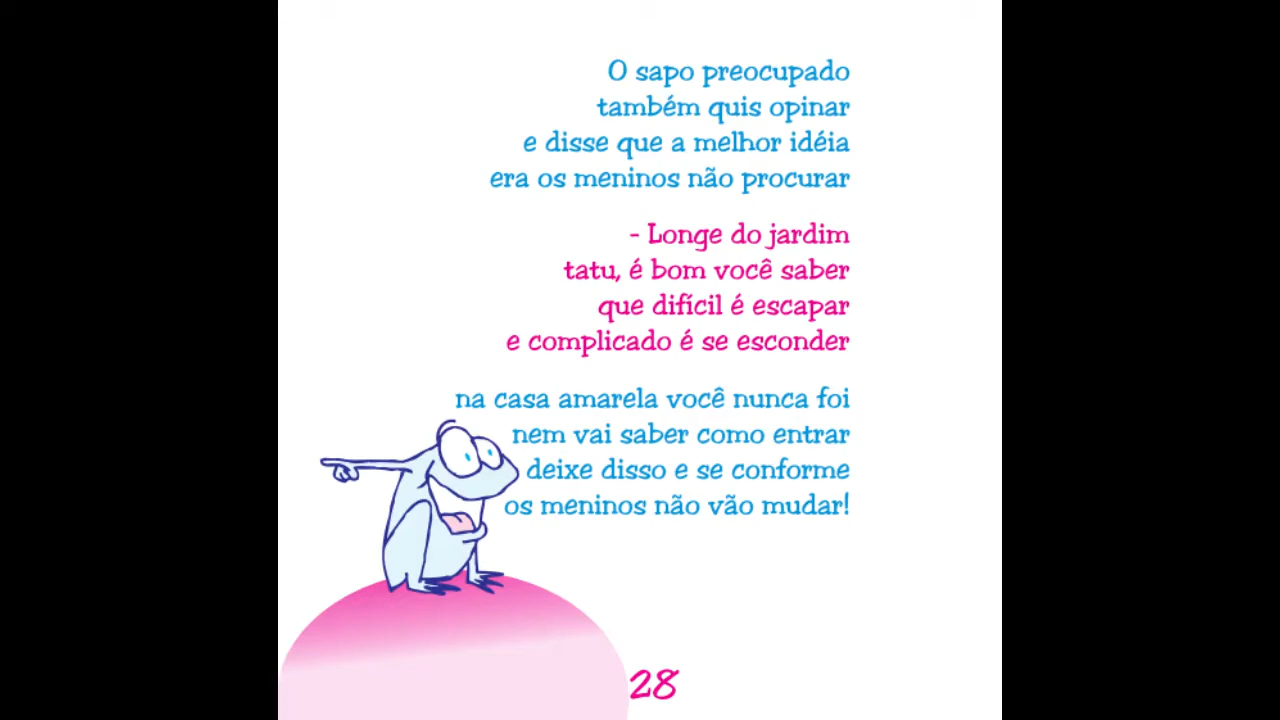 O sapo preocupado
também quis opinar
e disse que a melhor idéia
era os meninos não procurar
- Longe do jardim
tatu, é bom você saber
que difícil é escapar
e complicado é se esconder
na casa amarela você nunca foi
nem vai saber como entrar
deixe disso e se conforme
os meninos não vão mudar!
28